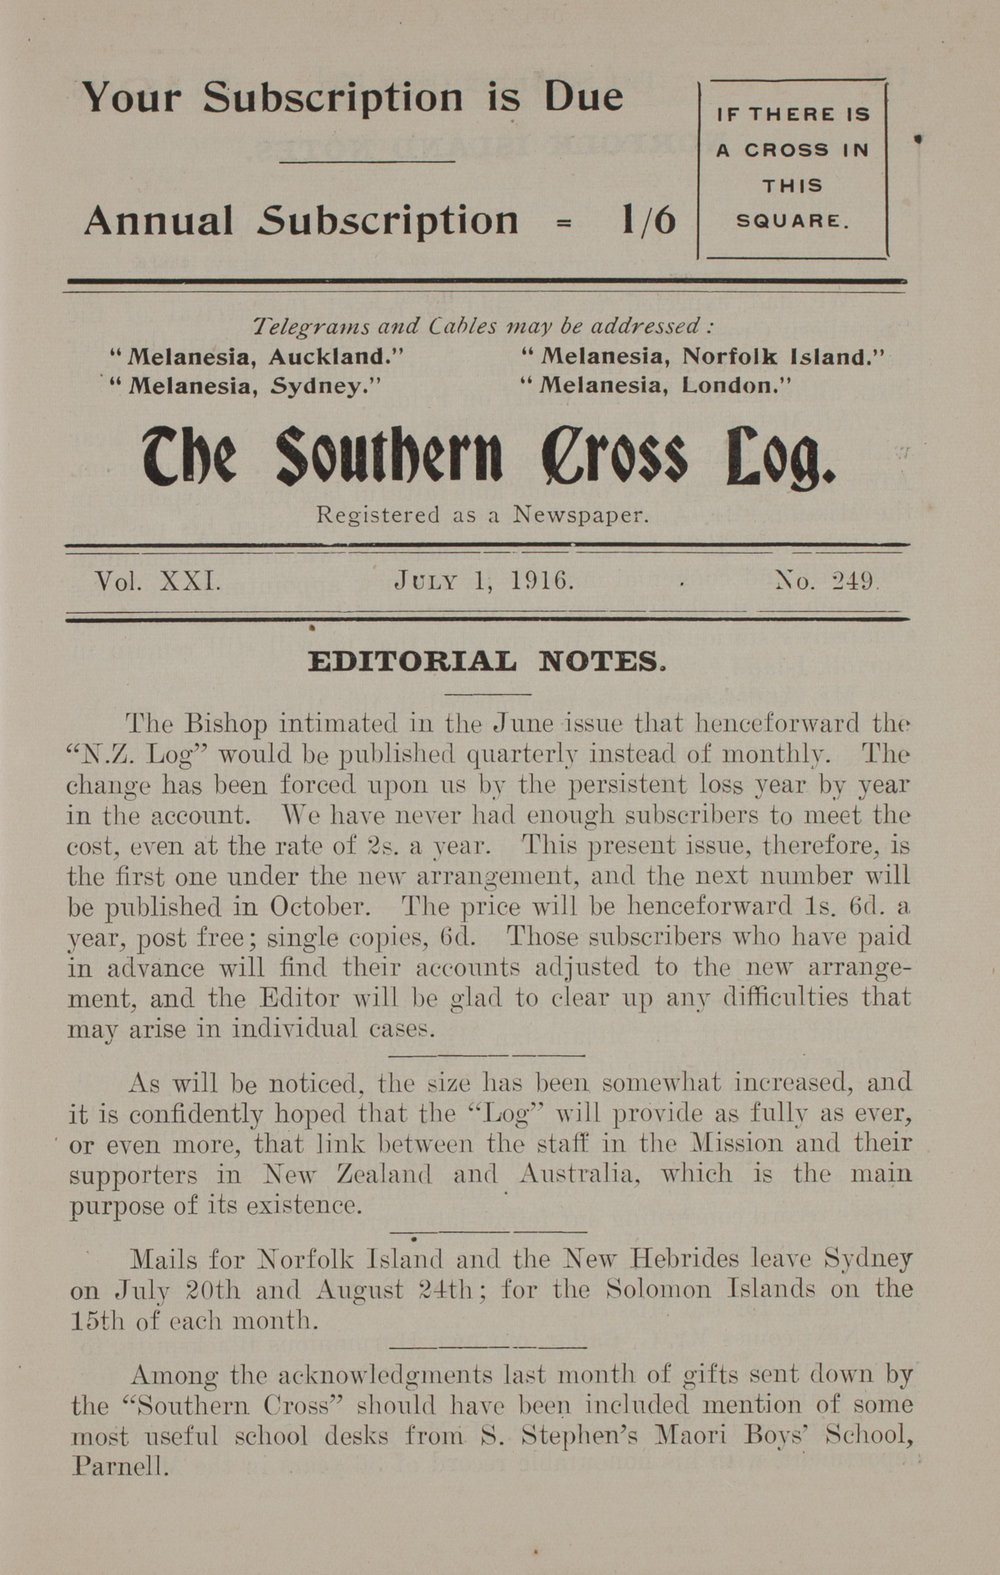 Your Subscription is Due
Annual Subscription = 1/6
IF THERE IS
A CROSS IN
THIS
SQUARE.
Telegrams and Cables may be addressed :
“ Melanesia, Auckland.” “ Melanesia, Norfolk Island.”
“ Melanesia, Sydney.” “ Melanesia, London.”
The Southern Cross Log.
Registered as a Newspaper.
Vol. XXI. July 1, 1916. No. 249.
EDITORIAL NOTES.
The Bishop intimated in the June issue that henceforward the
“N.Z. Log” would be published quarterly instead of monthly. The
change has been forced upon us by the persistent loss year by year
in the account. We have never had enough subscribers to meet the
cost, even at the rate of 2s. a year. This present issue, therefore, is
the first one under the new arrangement, and the next number will
be published in October. The price will be henceforward 1s. 6d. a
year, post free; single copies, 6d. Those subscribers who have paid
in advance will find their accounts adjusted to the new arrange-
ment, and the Editor will be glad to clear up any difficulties that
may arise in individual cases.
As will be noticed, the size has been somewhat increased, and
it is confidently hoped that the “Log” will provide as fully as ever,
or even more, that link between the staff in the Mission and their
supporters in New Zealand and Australia, which is the main
purpose of its existence.
Mails for Norfolk Island and the New Hebrides leave Sydney
on July 20th and August 24th; for the Solomon Islands on the
15th of each month.
Among the acknowledgments last month of gifts sent down by
the “Southern Cross” should have been included mention of some
most useful school desks from S. Stephen’s Maori Boys’ School,
Parnell.